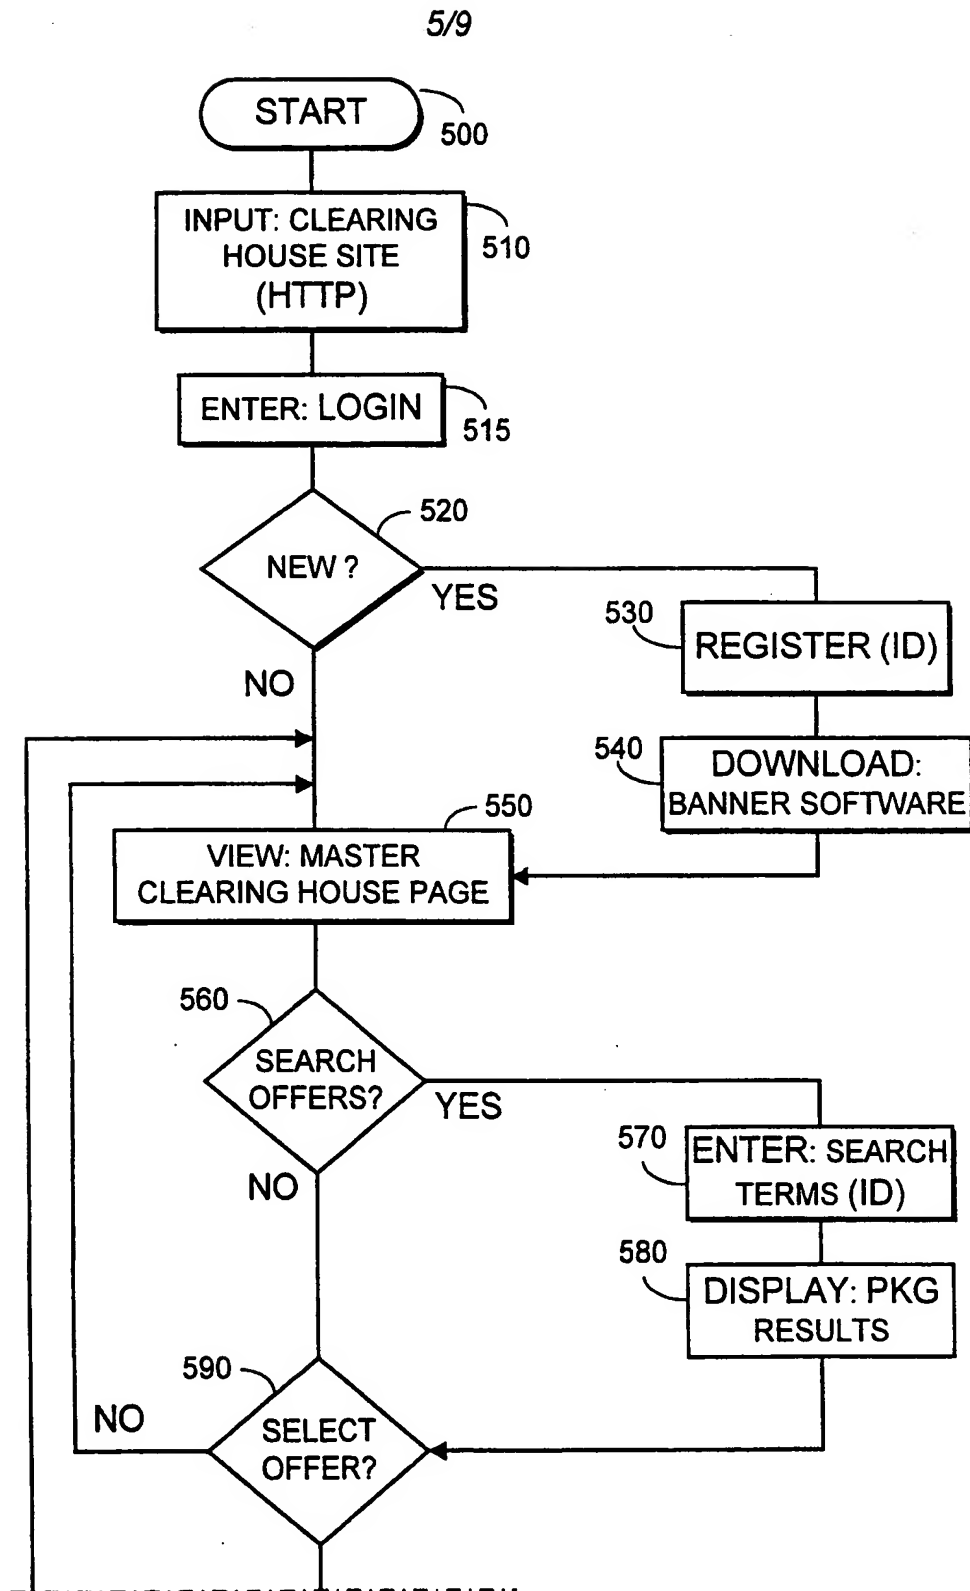 5/9
START
500
INPUT: CLEARING
HOUSE SITE
(HTTP)
510
ENTER: LOGIN
515
520
NEW ?
YES
530
REGISTER (ID)
NO
540
DOWNLOAD:
BANNER SOFTWARE
550
VIEW: MASTER
CLEARING HOUSE PAGE
560
SEARCH
OFFERS?
YES
NO
570
ENTER: SEARCH
TERMS (ID)
580
DISPLAY: PKG
RESULTS
590
NO
SELECT
OFFER?